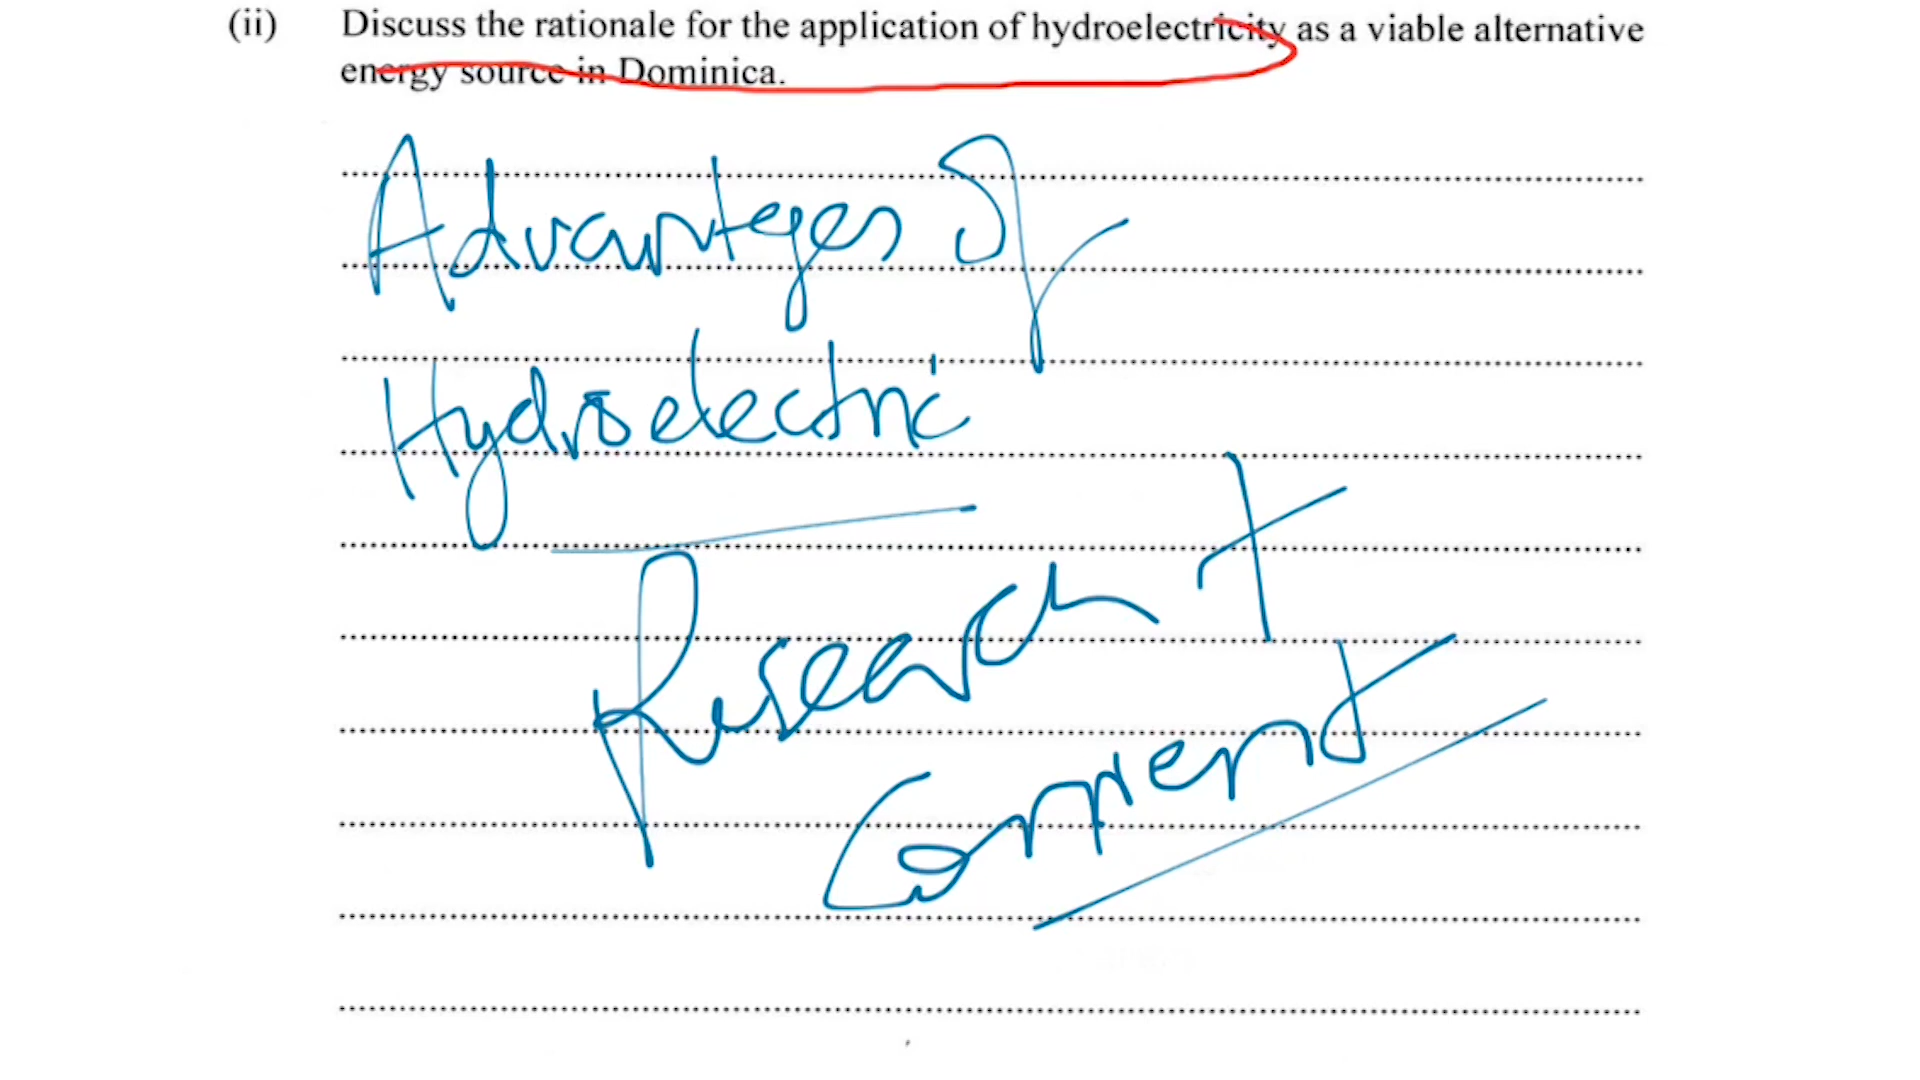 (ii) Discuss the rationale for the application of hydroelectricity as a viable alternative
energy source in Dominica.
Advantages of
Hydroelectric
Research +
Comment